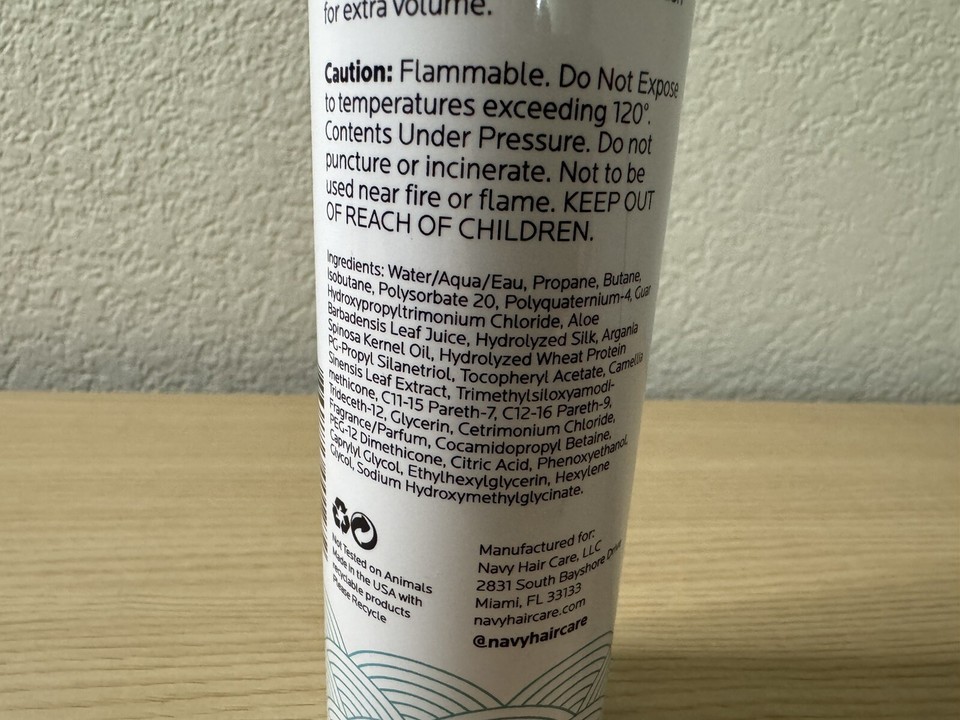 for extra volume.
Caution: Flammable. Do Not Expose
to temperatures exceeding 120°.
Contents Under Pressure. Do not
puncture or incinerate. Not to be
used near fire or flame. KEEP OUT
OF REACH OF CHILDREN.
Ingredients: Water/Aqua/Eau, Propane, Butane,
Isobutane, Polysorbate 20, Polyquaternium-4, Guar
Hydroxypropyltrimonium Chloride, Aloe
Barbadensis Leaf Juice, Hydrolyzed Silk, Argania
Spinosa Kernel Oil, Hydrolyzed Wheat Protein
PG-Propyl Silanetriol, Tocopheryl Acetate, Camellia
Sinensis Leaf Extract, Trimethylsiloxyamodi-
methicone, C11-15 Pareth-7, C12-16 Pareth-9,
Trideceth-12, Glycerin, Cetrimonium Chloride,
Fragrance/Parfum, Cocamidopropyl Betaine,
PEG-12 Dimethicone, Citric Acid, Phenoxyethanol,
Caprylyl Glycol, Ethylhexylglycerin, Hexylene
Glycol, Sodium Hydroxymethylglycinate.
Not Tested on Animals
Made in the USA with
recyclable products
Please Recycle
Manufactured for:
Navy Hair Care, LLC
2831 South Bayshore Drive
Miami, FL 33133
navyhaircare.com
@navyhaircare